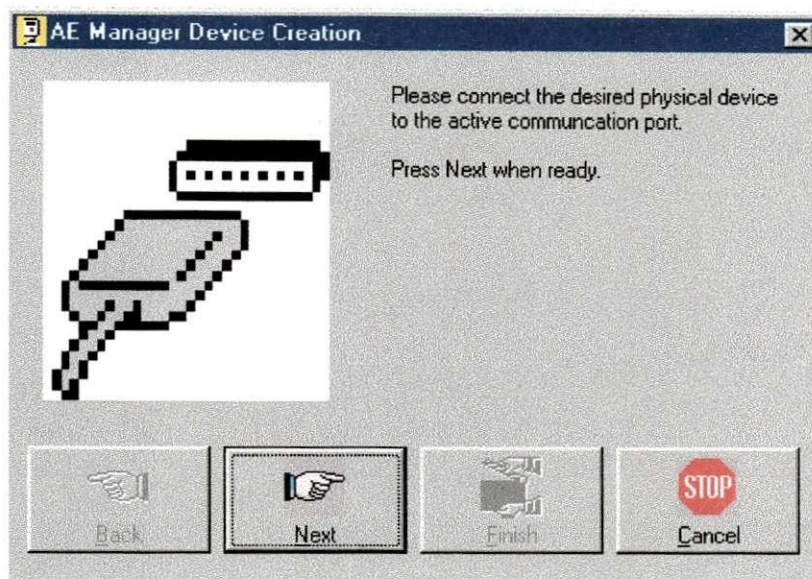 AE Manager Device Creation
Please connect the desired physical device
to the active communcation port.
Press Next when ready.
Back
Next
Finish
STOP
Cancel